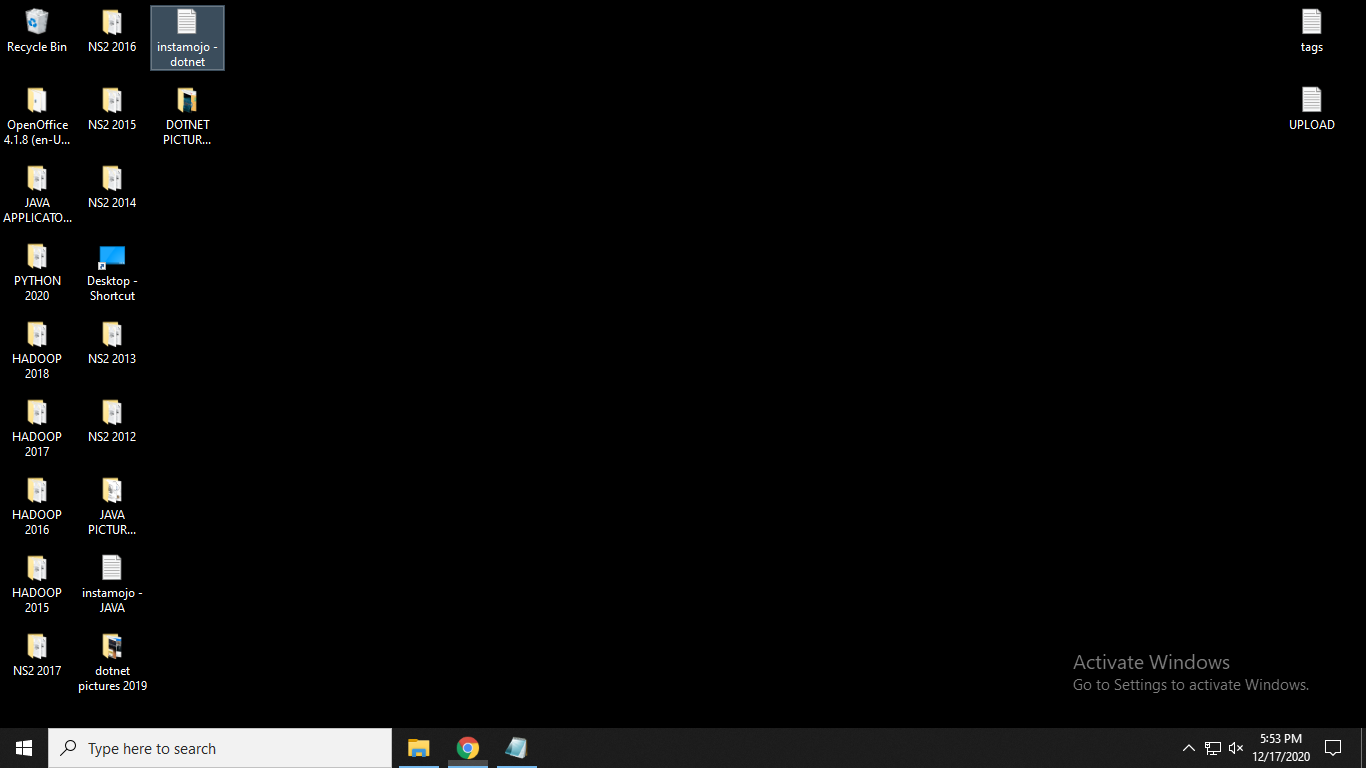 Recycle Bin
OpenOffice
4.1.8 (en-U...
JAVA
APPLICATO...
PYTHON
2020
HADOOP
2018
HADOOP
2017
HADOOP
2016
HADOOP
2015
NS2 2017
NS2 2016
NS2 2015
NS2 2014
Desktop -
Shortcut
NS2 2013
NS2 2012
JAVA
PICTUR...
instamojo -
JAVA
dotnet
pictures 2019
instamojo -
dotnet
DOTNET
PICTUR...
tags
UPLOAD
Activate Windows
Go to Settings to activate Windows.
Type here to search
5:53 PM
12/17/2020